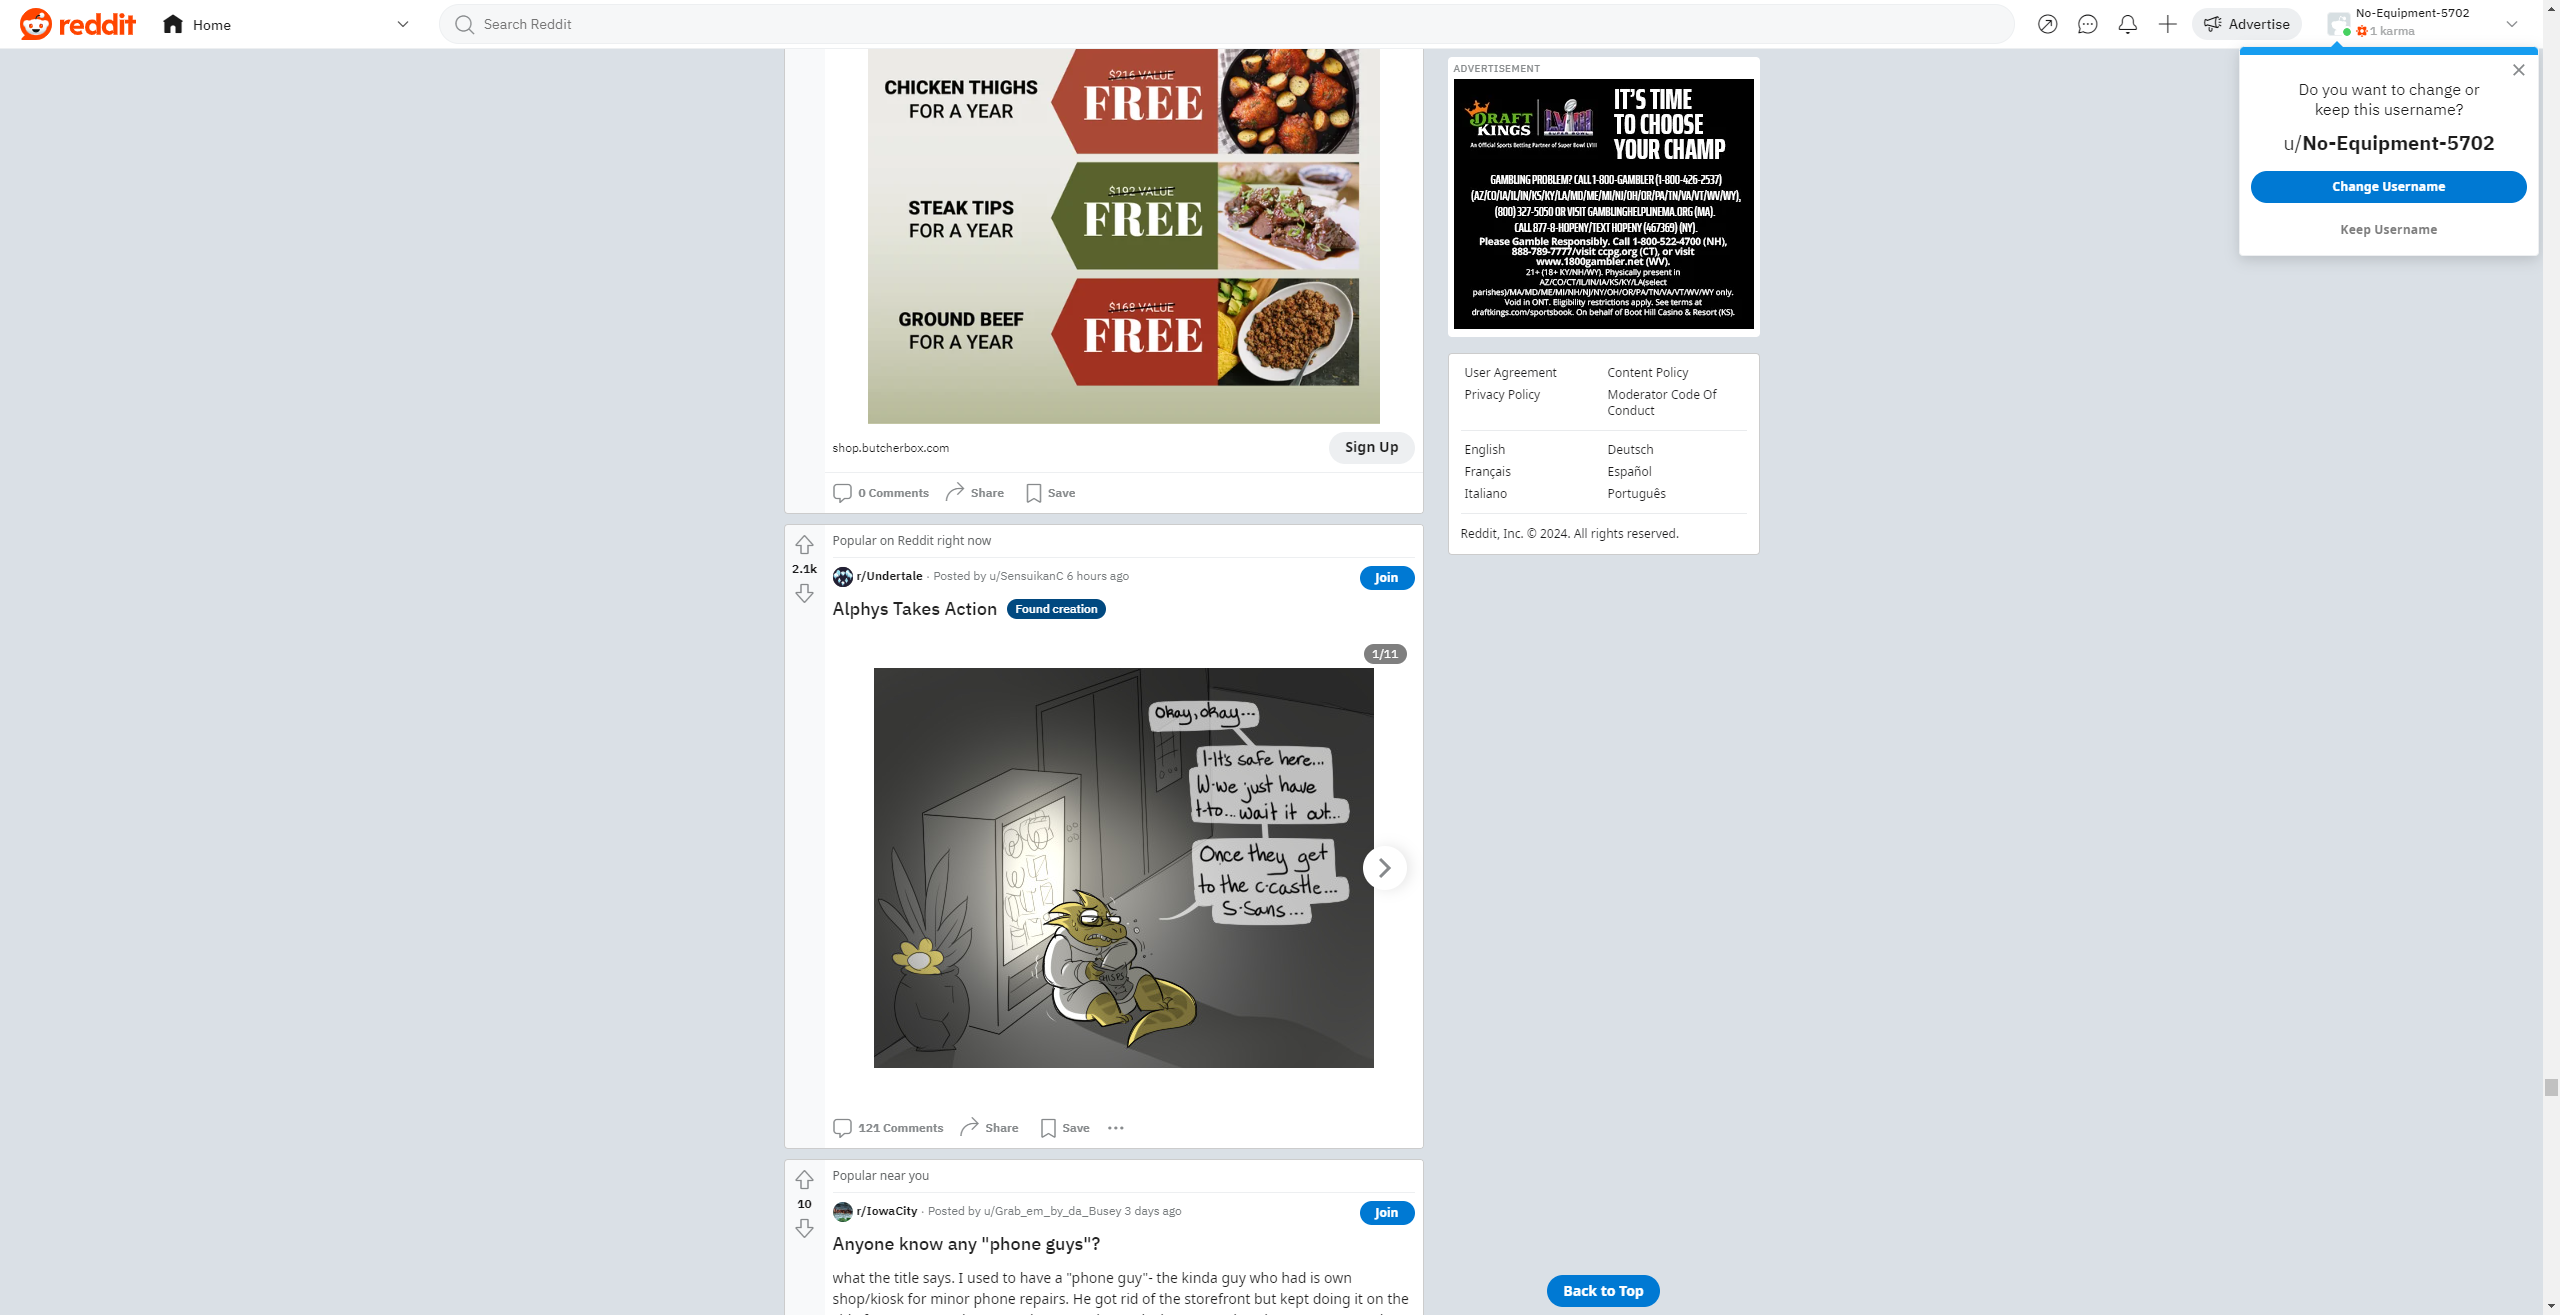 reddit
Home
Search Reddit
Advertise
No-Equipment-5702
1 karma
Do you want to change or
keep this username?
u/No-Equipment-5702
Change Username
Keep Username
CHICKEN THIGHS
FOR A YEAR
$216 VALUE
FREE
STEAK TIPS
FOR A YEAR
$192 VALUE
FREE
GROUND BEEF
FOR A YEAR
$168 VALUE
FREE
shop.butcherbox.com
Sign Up
0 Comments
Share
Save
Popular on Reddit right now
2.1k
r/Undertale · Posted by u/SensuikanC 6 hours ago
Join
Alphys Takes Action
Found creation
1/11
Okay, okay...
I-It's safe here...
W-we just have
t-to... wait it out...
Once they get
to the c-castle...
S-Sans...
CHISPS
121 Comments
Share
Save
Popular near you
10
r/IowaCity · Posted by u/Grab_em_by_da_Busey 3 days ago
Join
Anyone know any "phone guys"?
what the title says. I used to have a "phone guy"- the kinda guy who had is own
shop/kiosk for minor phone repairs. He got rid of the storefront but kept doing it on the
ADVERTISEMENT
DRAFT
KINGS
LVIII
SUPER BOWL
An Official Sports Betting Partner of Super Bowl LVIII
IT'S TIME
TO CHOOSE
YOUR CHAMP
GAMBLING PROBLEM? CALL 1-800-GAMBLER (1-800-426-2537)
(AZ/CO/IA/IL/IN/KS/KY/LA/MD/ME/MI/NJ/OH/OR/PA/TN/VA/VT/WV/WY),
(800) 327-5050 OR VISIT GAMBLINGHELPLINEMA.ORG (MA).
CALL 877-8-HOPENY/TEXT HOPENY (467369) (NY).
Please Gamble Responsibly. Call 1-800-522-4700 (NH),
888-789-7777/visit ccpg.org (CT), or visit
www.1800gambler.net (WV).
21+ (18+ KY/NH/WY). Physically present in
AZ/CO/CT/IL/IN/IA/KS/KY/LA(select
parishes)/MA/MD/ME/MI/NH/NJ/NY/OH/OR/PA/TN/VA/VT/WV/WY only.
Void in ONT. Eligibility restrictions apply. See terms at
draftkings.com/sportsbook. On behalf of Boot Hill Casino & Resort (KS).
User Agreement
Content Policy
Privacy Policy
Moderator Code Of
Conduct
English
Deutsch
Français
Español
Italiano
Português
Reddit, Inc. © 2024. All rights reserved.
Back to Top